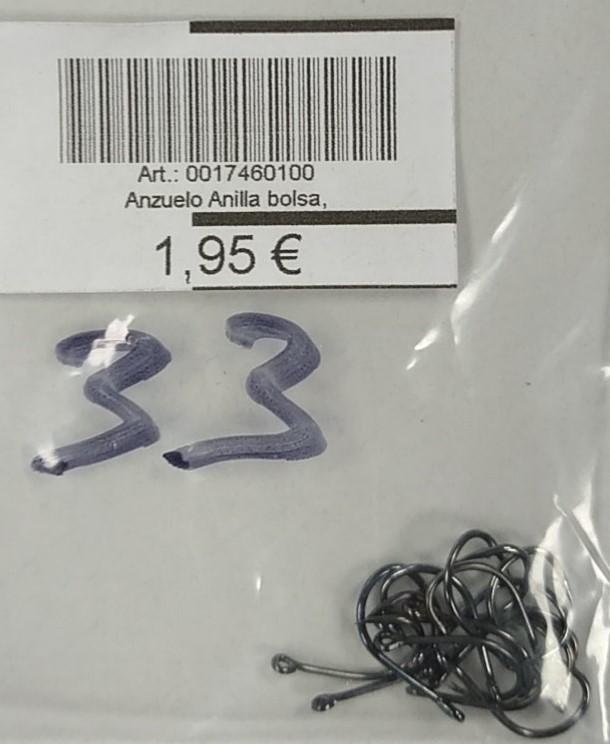 Art.: 0017460100
Anzuelo Anilla bolsa,
1,95 €
33